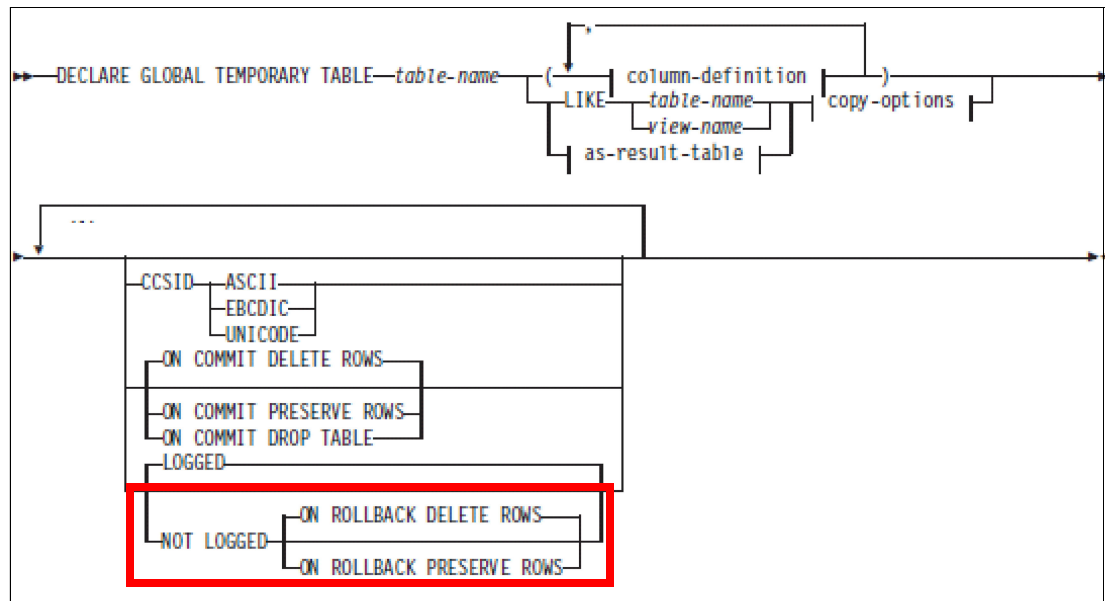 ,
DECLARE GLOBAL TEMPORARY TABLE table-name ( column-definition )
LIKE table-name copy-options
view-name
as-result-table
...
CCSID ASCII
EBCDIC
UNICODE
ON COMMIT DELETE ROWS
ON COMMIT PRESERVE ROWS
ON COMMIT DROP TABLE
LOGGED
ON ROLLBACK DELETE ROWS
NOT LOGGED
ON ROLLBACK PRESERVE ROWS